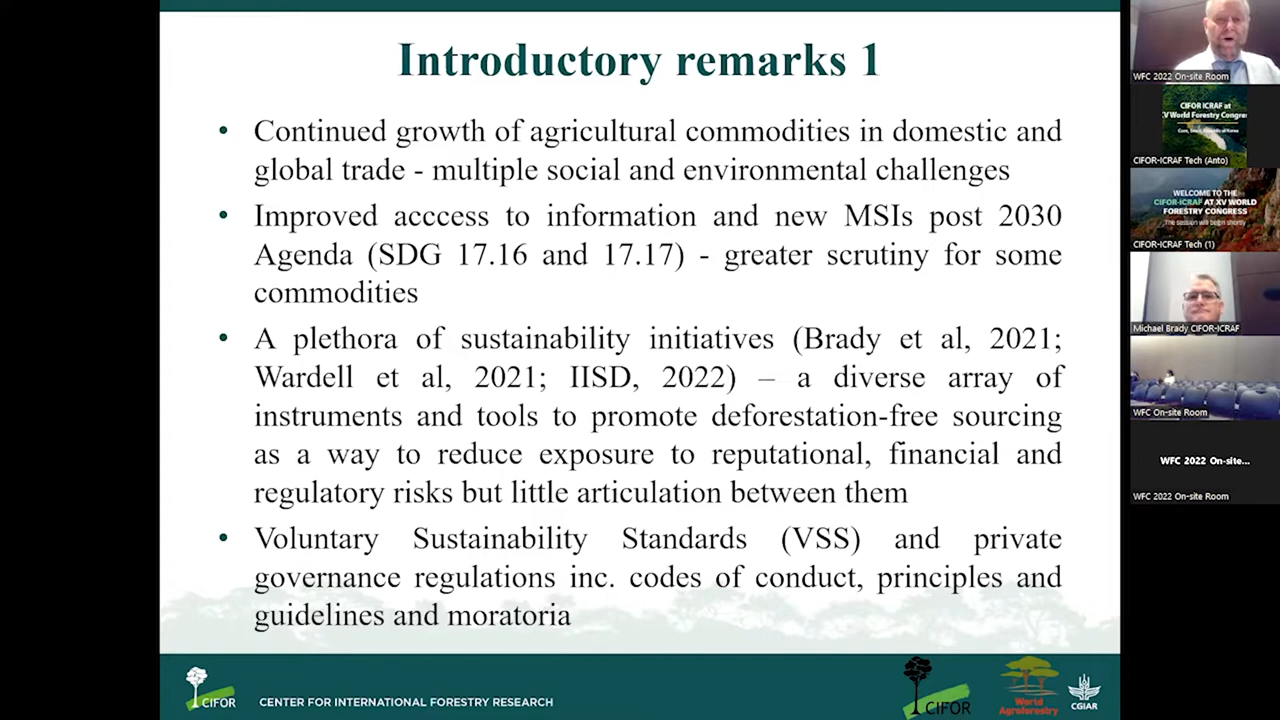 Introductory remarks 1
• Continued growth of agricultural commodities in domestic and
global trade - multiple social and environmental challenges
• Improved acccess to information and new MSIs post 2030
Agenda (SDG 17.16 and 17.17) - greater scrutiny for some
commodities
• A plethora of sustainability initiatives (Brady et al, 2021;
Wardell et al, 2021; IISD, 2022) – a diverse array of
instruments and tools to promote deforestation-free sourcing
as a way to reduce exposure to reputational, financial and
regulatory risks but little articulation between them
• Voluntary Sustainability Standards (VSS) and private
governance regulations inc. codes of conduct, principles and
guidelines and moratoria
CIFOR
CENTER FOR INTERNATIONAL FORESTRY RESEARCH
CIFOR
World
Agroforestry
CGIAR
WFC 2022 On-site Room
CIFOR ICRAF at
XV World Forestry Congress
CIFOR-ICRAF Tech (Anto)
WELCOME TO THE
CIFOR-ICRAF AT XV WORLD
FORESTRY CONGRESS
The session will begin shortly
CIFOR-ICRAF Tech (1)
Michael Brady CIFOR-ICRAF
WFC On-site Room
WFC 2022 On-site...
WFC 2022 On-site Room